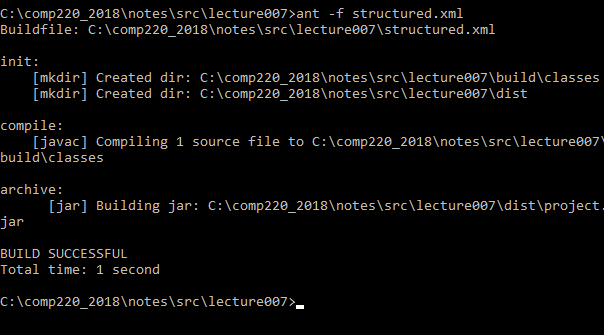 C:\comp220_2018\notes\src\lecture007>ant -f structured.xml
Buildfile: C:\comp220_2018\notes\src\lecture007\structured.xml
init:
[mkdir] Created dir: C:\comp220_2018\notes\src\lecture007\build\classes
[mkdir] Created dir: C:\comp220_2018\notes\src\lecture007\dist
compile:
[javac] Compiling 1 source file to C:\comp220_2018\notes\src\lecture007\
build\classes
archive:
[jar] Building jar: C:\comp220_2018\notes\src\lecture007\dist\project.
jar
BUILD SUCCESSFUL
Total time: 1 second
C:\comp220_2018\notes\src\lecture007>